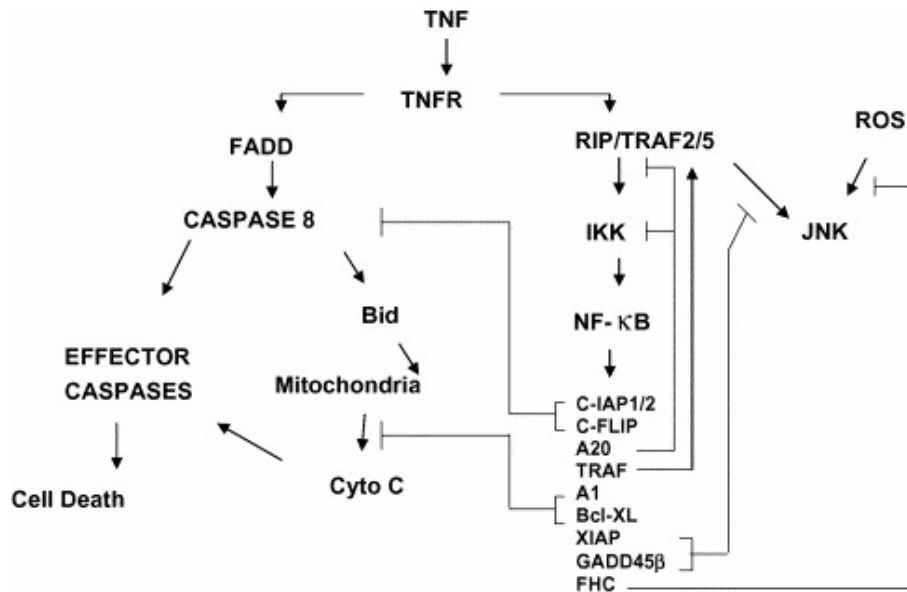 TNF
TNFR
FADD
RIP/TRAF2/5
ROS
CASPASE 8
IKK
JNK
Bid
NF- κB
EFFECTOR
CASPASES
Mitochondria
C-IAP1/2
C-FLIP
A20
TRAF
Cell Death
Cyto C
A1
Bcl-XL
XIAP
GADD45β
FHC